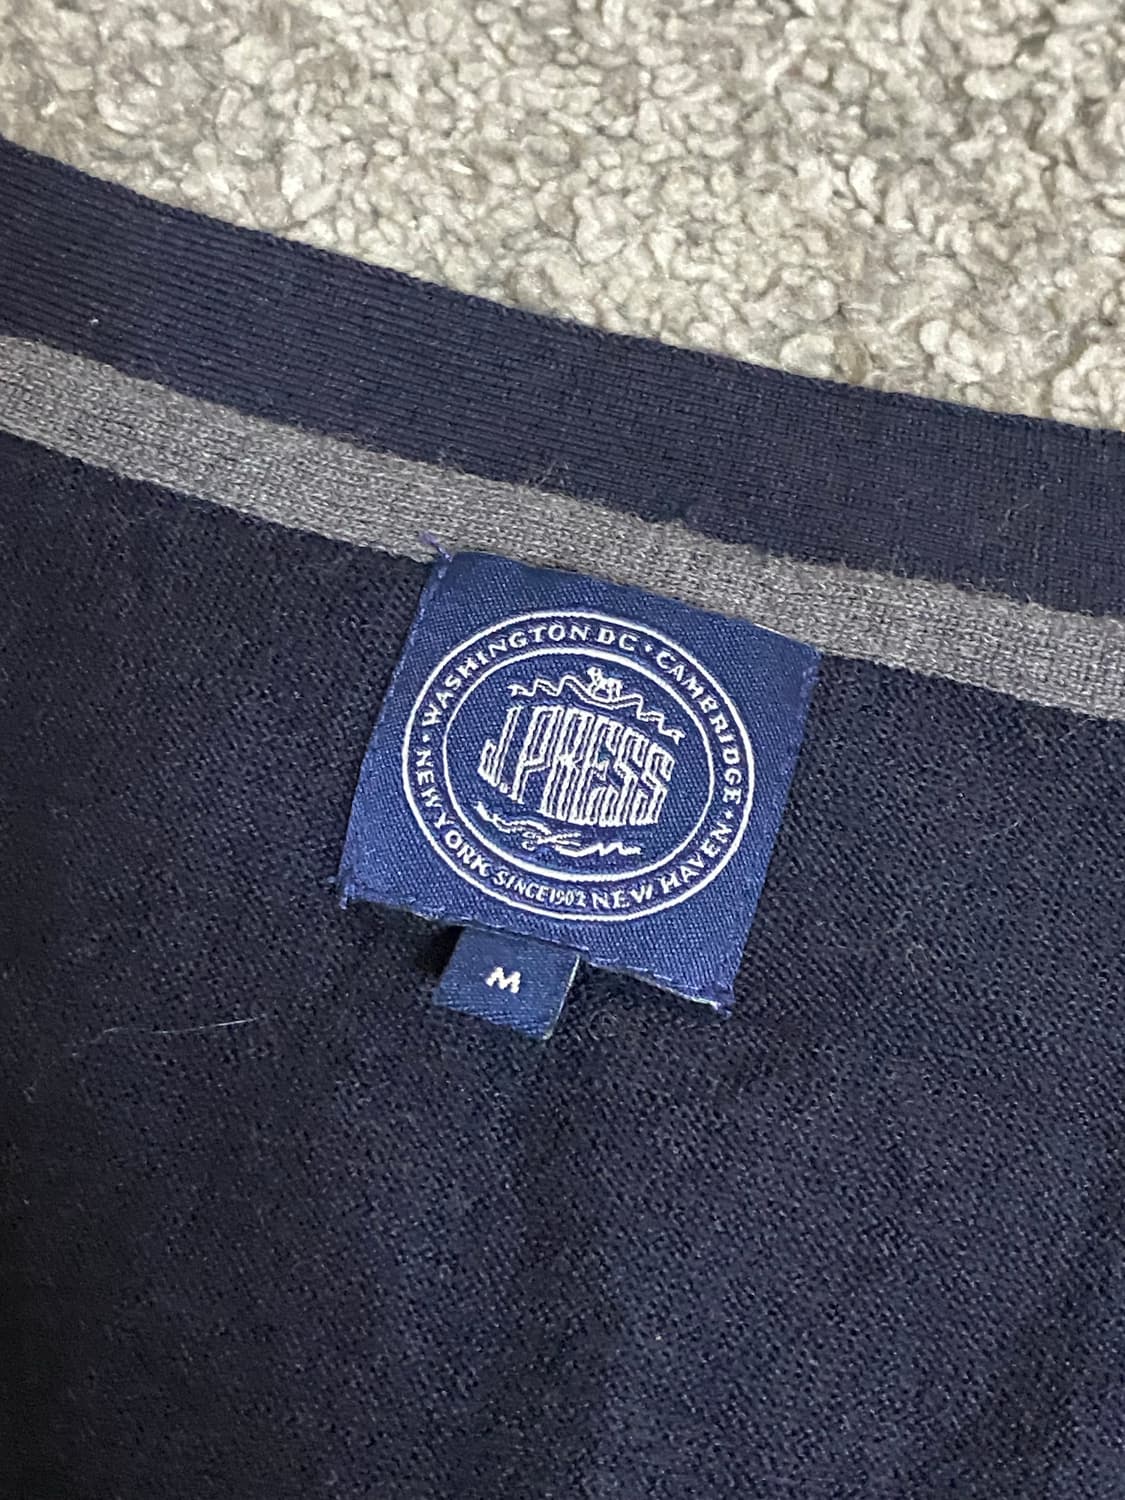 WASHINGTON DC · CAMBRIDGE · NEW HAVEN
SINCE 1902
NEW YORK ·
J.PRESS
M